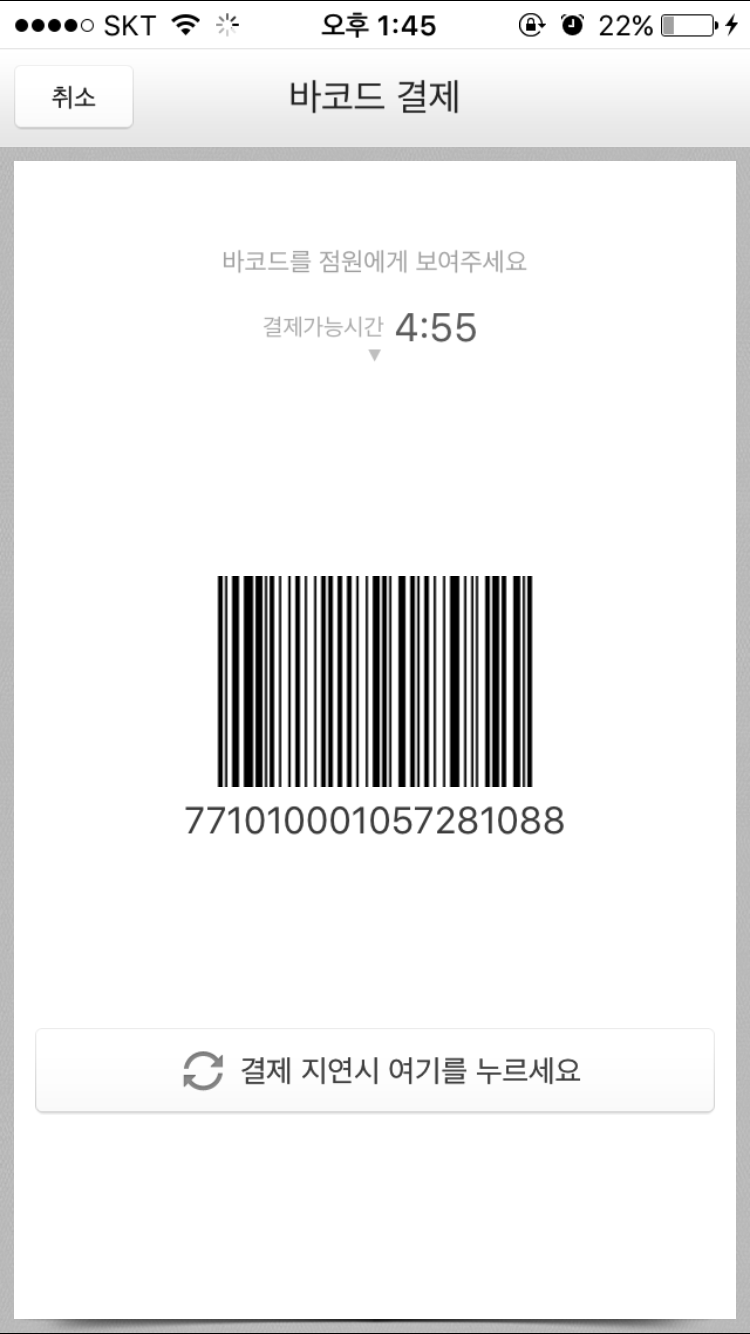 SKT 오후 1:45 22%
취소 바코드 결제
바코드를 점원에게 보여주세요
결제가능시간 4:55
771010001057281088
결제 지연시 여기를 누르세요